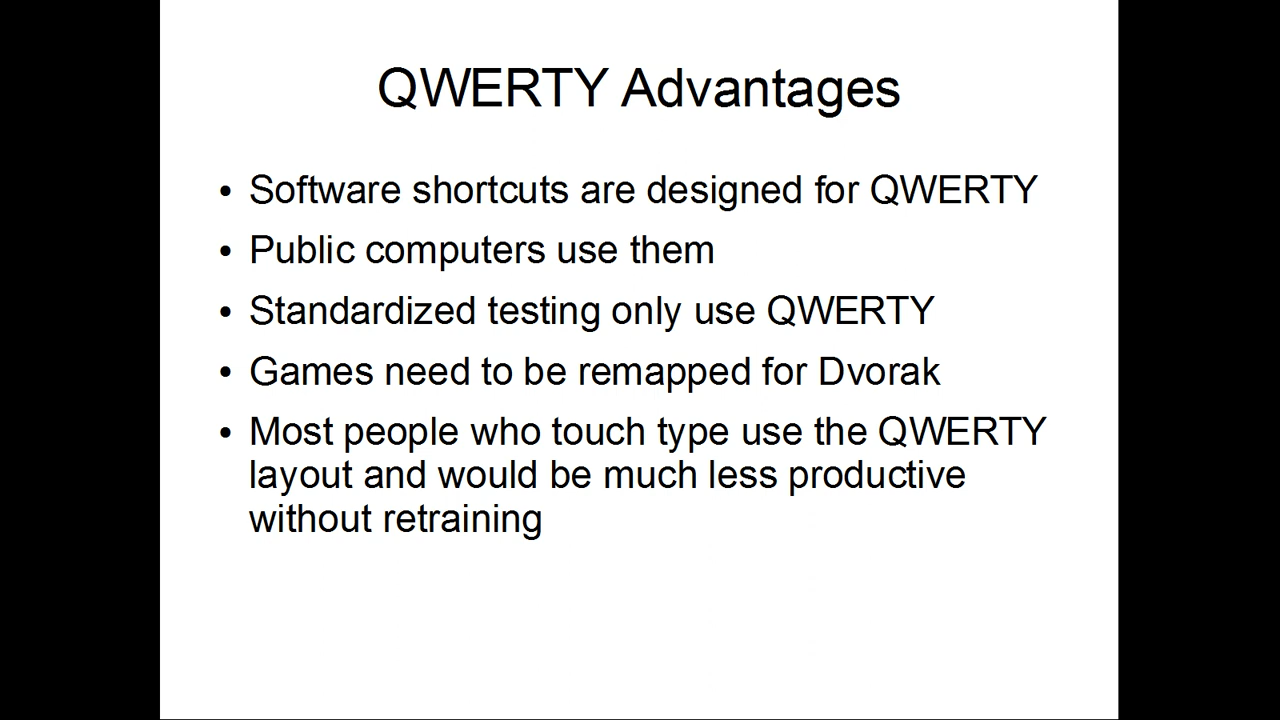 QWERTY Advantages
• Software shortcuts are designed for QWERTY
• Public computers use them
• Standardized testing only use QWERTY
• Games need to be remapped for Dvorak
• Most people who touch type use the QWERTY
layout and would be much less productive
without retraining